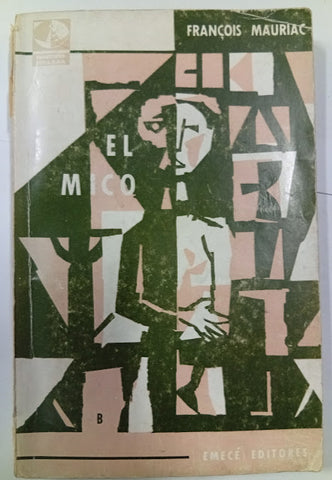 FRANÇOIS MAURIAC
EL
MICO
B
EMECÉ EDITORES